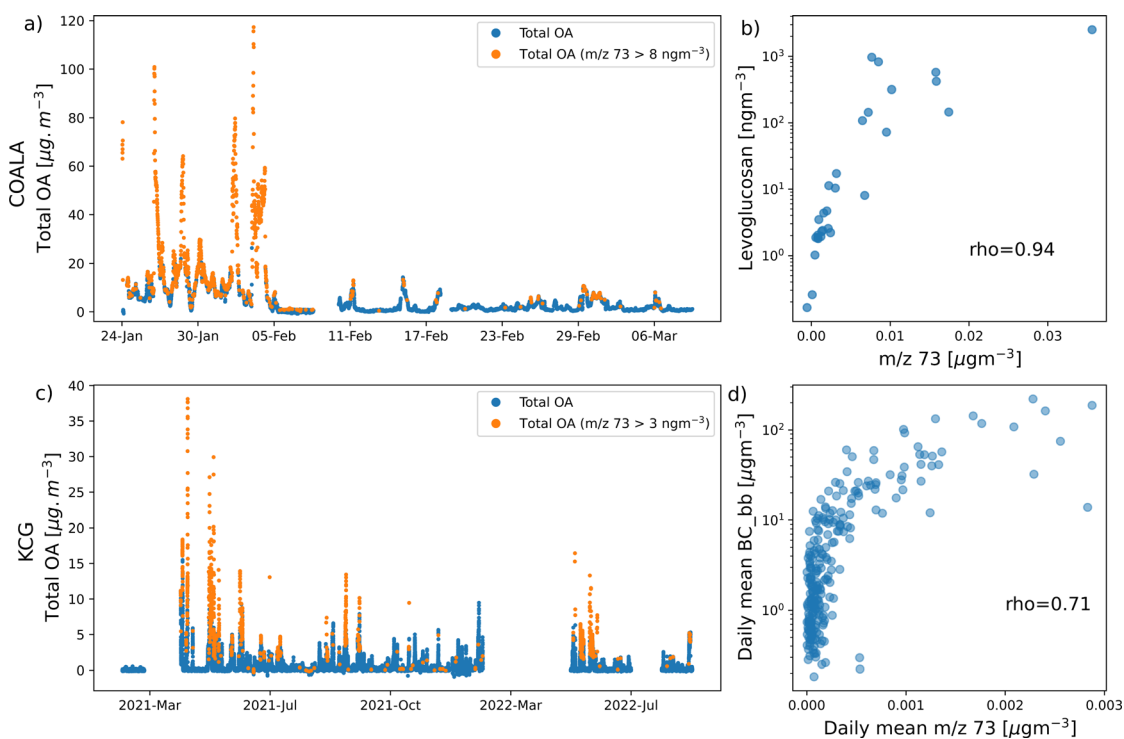 a)
COALA
Total OA [μg.m⁻³]
120
100
80
60
40
20
0
Total OA
Total OA (m/z 73 > 8 ngm⁻³)
24-Jan 30-Jan 05-Feb 11-Feb 17-Feb 23-Feb 29-Feb 06-Mar
b)
Levoglucosan [ngm⁻³]
10³
10²
10¹
10⁰
rho=0.94
0.00 0.01 0.02 0.03
m/z 73 [μgm⁻³]
c)
KCG
Total OA [μg.m⁻³]
40
35
30
25
20
15
10
5
0
Total OA
Total OA (m/z 73 > 3 ngm⁻³)
2021-Mar 2021-Jul 2021-Oct 2022-Mar 2022-Jul
d)
Daily mean BC_bb [μgm⁻³]
10²
10¹
10⁰
rho=0.71
0.000 0.001 0.002 0.003
Daily mean m/z 73 [μgm⁻³]